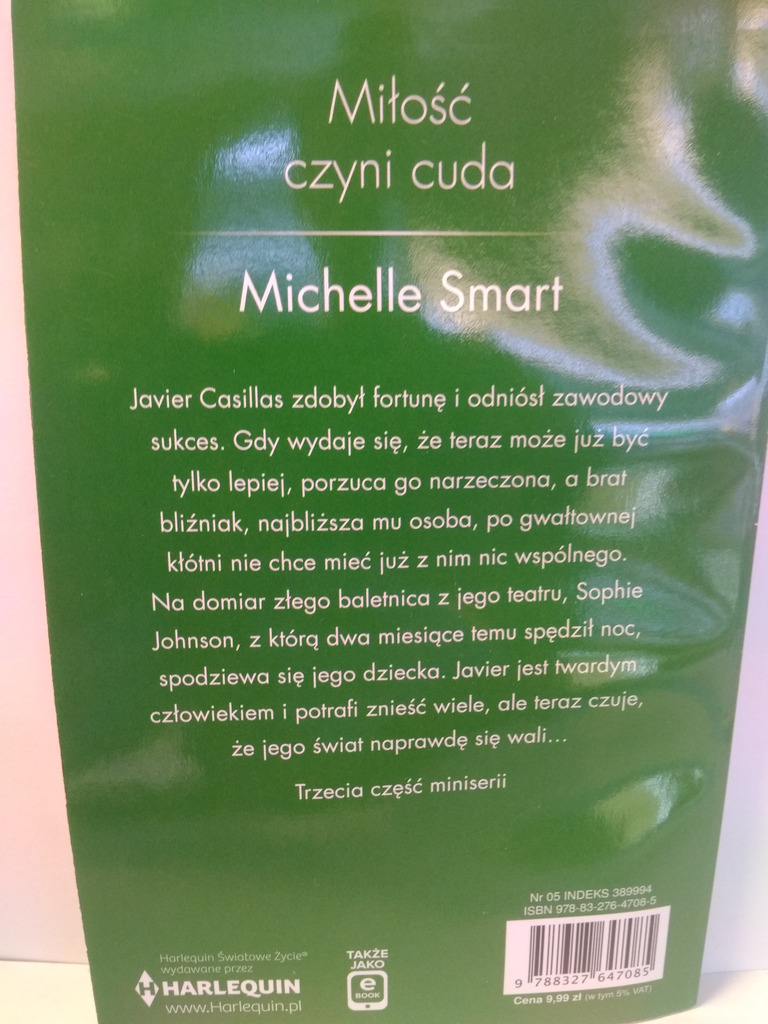 Miłość
czyni cuda
Michelle Smart
Javier Casillas zdobył fortunę i odniósł zawodowy
sukces. Gdy wydaje się, że teraz może już być
tylko lepiej, porzuca go narzeczona, a brat
bliźniak, najbliższa mu osoba, po gwałtownej
kłótni nie chce mieć już z nim nic wspólnego.
Na domiar złego baletnica z jego teatru, Sophie
Johnson, z którą dwa miesiące temu spędził noc,
spodziewa się jego dziecka. Javier jest twardym
człowiekiem i potrafi znieść wiele, ale teraz czuje,
że jego świat naprawdę się wali...
Trzecia część miniserii
Nr 05 INDEKS 389994
ISBN 978-83-276-4708-5
9 788327 647085
Cena 9,99 zł (w tym 5% VAT)
Harlequin Światowe Życie®
wydawane przez
HARLEQUIN
www.Harlequin.pl
TAKŻE
JAKO
e
BOOK